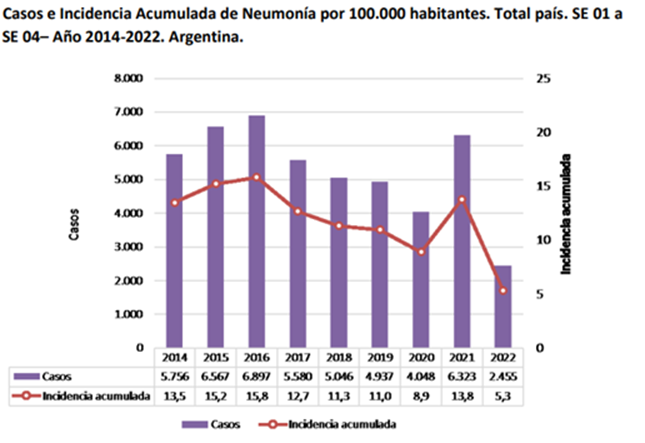 Casos e Incidencia Acumulada de Neumonía por 100.000 habitantes. Total país. SE 01 a
SE 04– Año 2014-2022. Argentina.
8.000
7.000
6.000
5.000
4.000
3.000
2.000
1.000
0
Casos
25
20
15
10
5
0
Incidencia acumulada
2014 2015 2016 2017 2018 2019 2020 2021 2022
Casos 5.756 6.567 6.897 5.580 5.046 4.937 4.048 6.323 2.455
Incidencia acumulada 13,5 15,2 15,8 12,7 11,3 11,0 8,9 13,8 5,3
Casos Incidencia acumulada